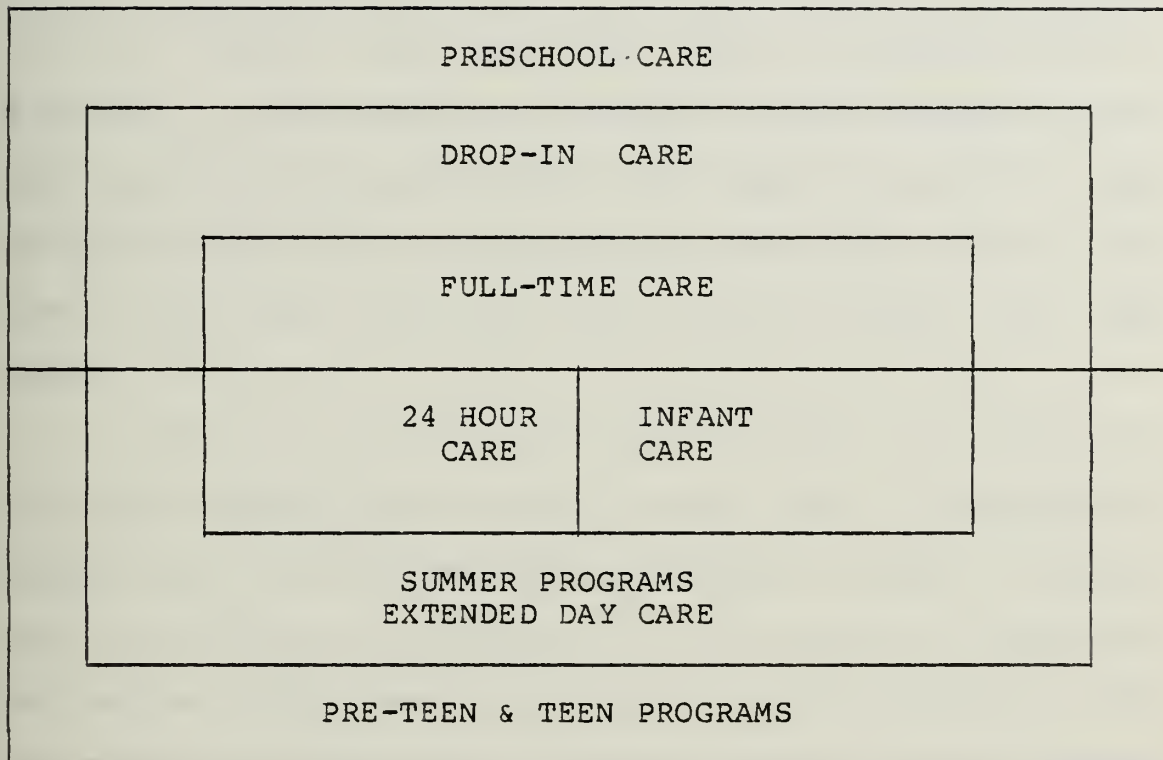 PRESCHOOL CARE
DROP-IN CARE
FULL-TIME CARE
24 HOUR
CARE
INFANT
CARE
SUMMER PROGRAMS
EXTENDED DAY CARE
PRE-TEEN & TEEN PROGRAMS